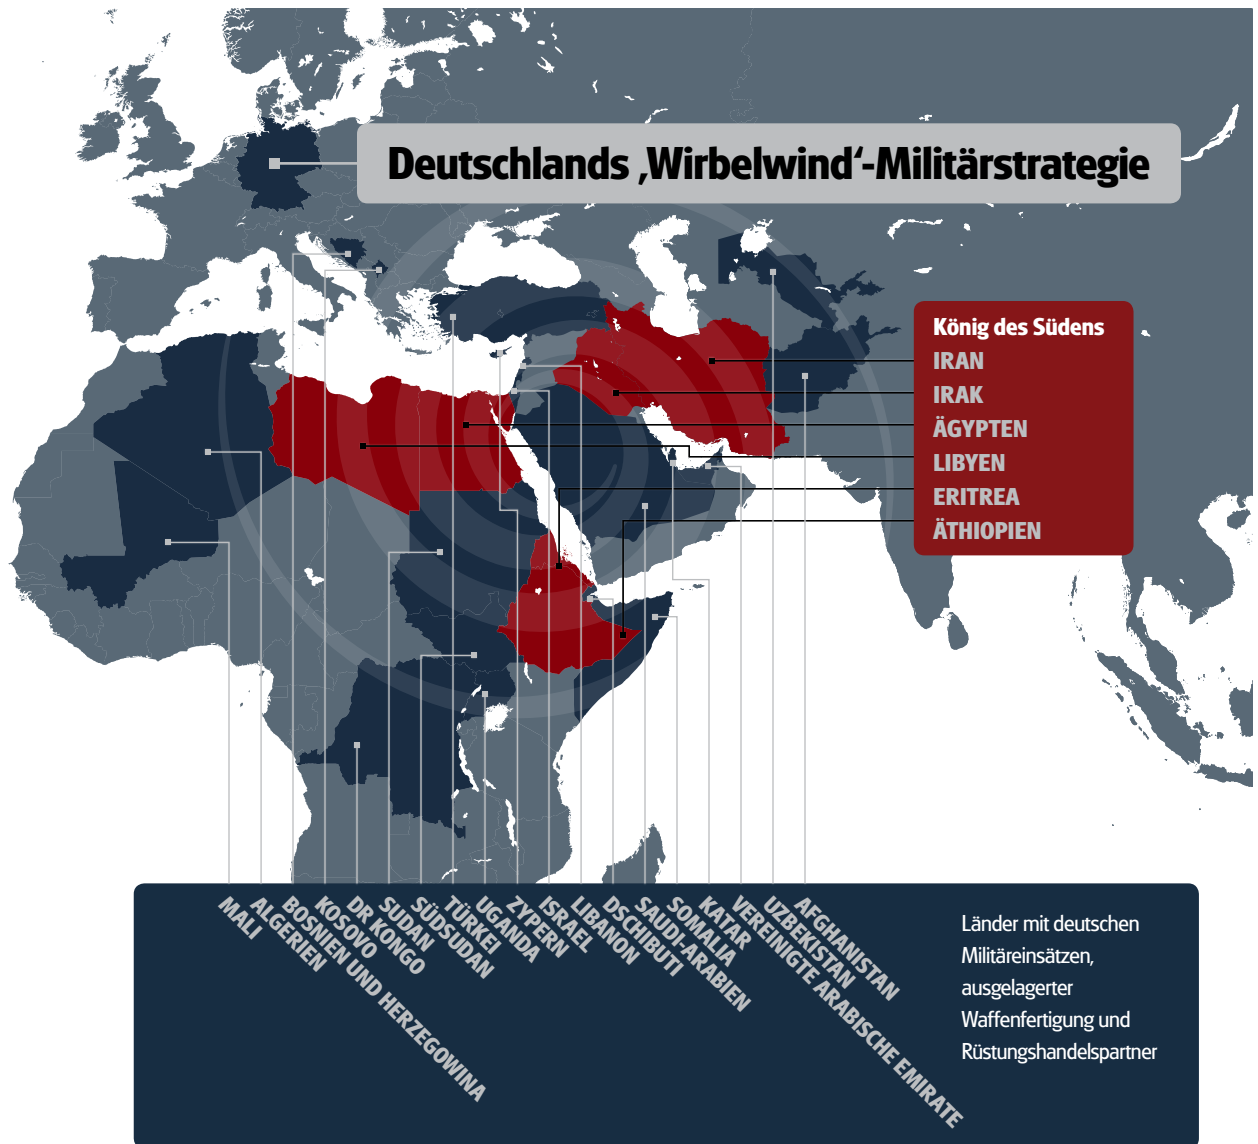 Deutschlands ‚Wirbelwind‘-Militärstrategie
König des Südens
IRAN
IRAK
ÄGYPTEN
LIBYEN
ERITREA
ÄTHIOPIEN
MALI
ALGERIEN
BOSNIEN UND HERZEGOWINA
KOSOVO
DR KONGO
SUDAN
SÜDSUDAN
TÜRKEI
UGANDA
ZYPERN
ISRAEL
LIBANON
DSCHIBUTI
SAUDI-ARABIEN
SOMALIA
KATAR
VEREINIGTE ARABISCHE EMIRATE
UZBEKISTAN
AFGHANISTAN
Länder mit deutschen
Militäreinsätzen,
ausgelagerter
Waffenfertigung und
Rüstungshandelspartner